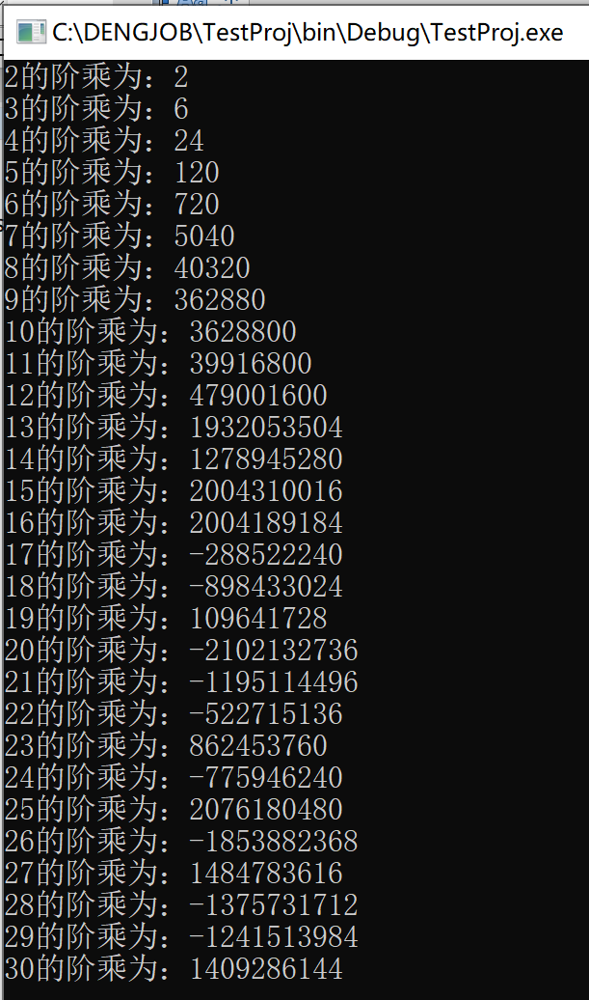 C:\DENGJOB\TestProj\bin\Debug\TestProj.exe
2的阶乘为：2
3的阶乘为：6
4的阶乘为：24
5的阶乘为：120
6的阶乘为：720
7的阶乘为：5040
8的阶乘为：40320
9的阶乘为：362880
10的阶乘为：3628800
11的阶乘为：39916800
12的阶乘为：479001600
13的阶乘为：1932053504
14的阶乘为：1278945280
15的阶乘为：2004310016
16的阶乘为：2004189184
17的阶乘为：-288522240
18的阶乘为：-898433024
19的阶乘为：109641728
20的阶乘为：-2102132736
21的阶乘为：-1195114496
22的阶乘为：-522715136
23的阶乘为：862453760
24的阶乘为：-775946240
25的阶乘为：2076180480
26的阶乘为：-1853882368
27的阶乘为：1484783616
28的阶乘为：-1375731712
29的阶乘为：-1241513984
30的阶乘为：1409286144